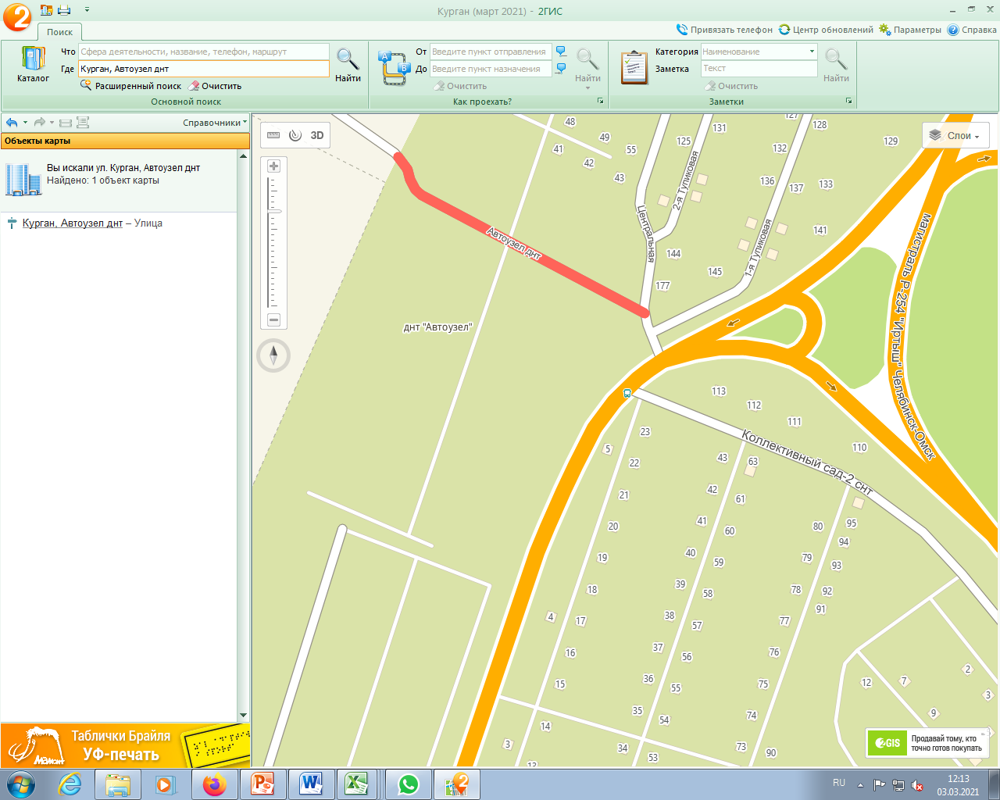 Курган (март 2021) - 2ГИС
Поиск
Привязать телефон
Центр обновлений
Параметры
Справка
Каталог
Что
Сфера деятельности, название, телефон, маршрут
Где
Курган, Автоузел днт
Расширенный поиск
Очистить
Найти
Основной поиск
От
Введите пункт отправления
До
Введите пункт назначения
Очистить
Найти
Как проехать?
Категория
Наименование
Заметка
Текст
Очистить
Найти
Заметки
Справочники
Объекты карты
Вы искали ул. Курган, Автоузел днт
Найдено: 1 объект карты
Курган, Автоузел днт – Улица
Таблички Брайля
УФ-печать
Мамонт
3D
Слои
48
49
41
42
55
43
125
131
127
128
129
132
136
137
133
141
144
145
177
Центральная
2-я Тупиковая
1-я Тупиковая
Автоузел днт
днт "Автоузел"
магистраль Р-254 "Иртыш" Челябинск-Омск
Коллективный сад-2 снт
113
112
111
110
5
23
22
21
20
19
18
17
16
15
14
4
3
13
43
42
41
40
39
38
37
36
35
34
63
61
60
59
58
57
56
55
54
53
80
79
78
77
76
75
74
73
95
94
93
92
91
90
12
7
2
3
9
2GIS
Продавай тому, кто
точно готов покупать
RU
12:13
03.03.2021